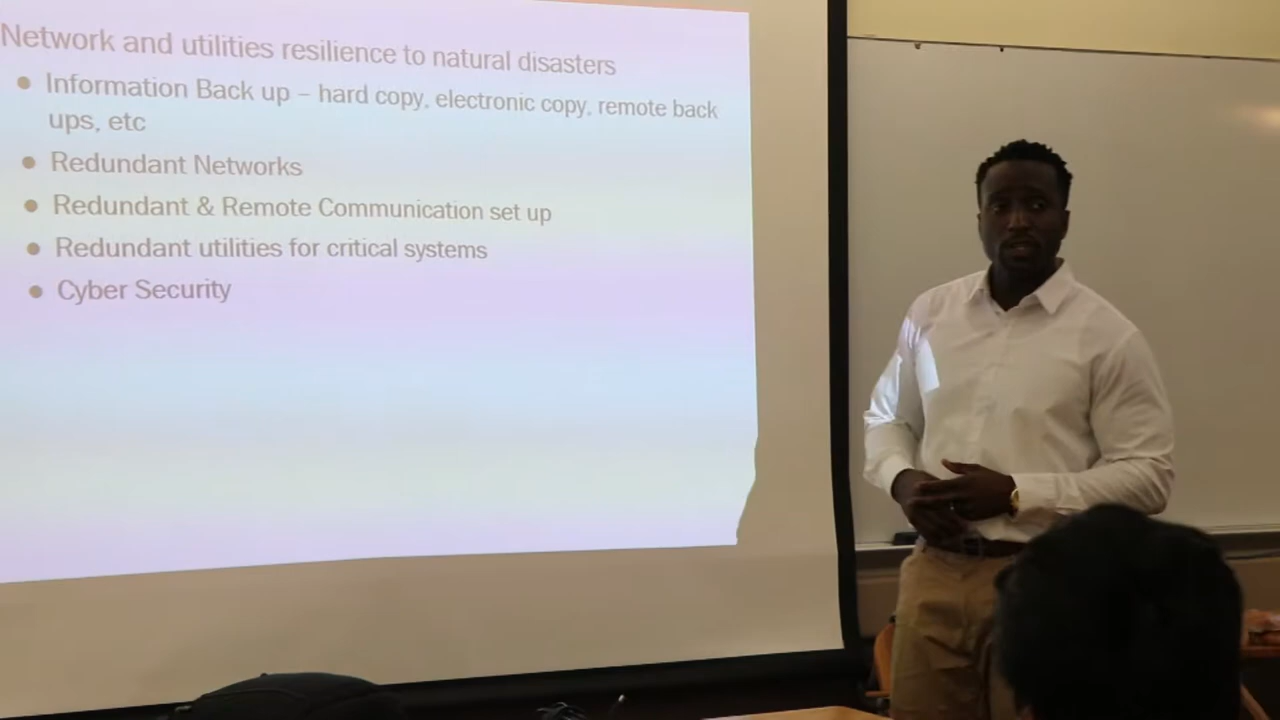 Network and utilities resilience to natural disasters
● Information Back up – hard copy, electronic copy, remote back
ups, etc
● Redundant Networks
● Redundant & Remote Communication set up
● Redundant utilities for critical systems
● Cyber Security